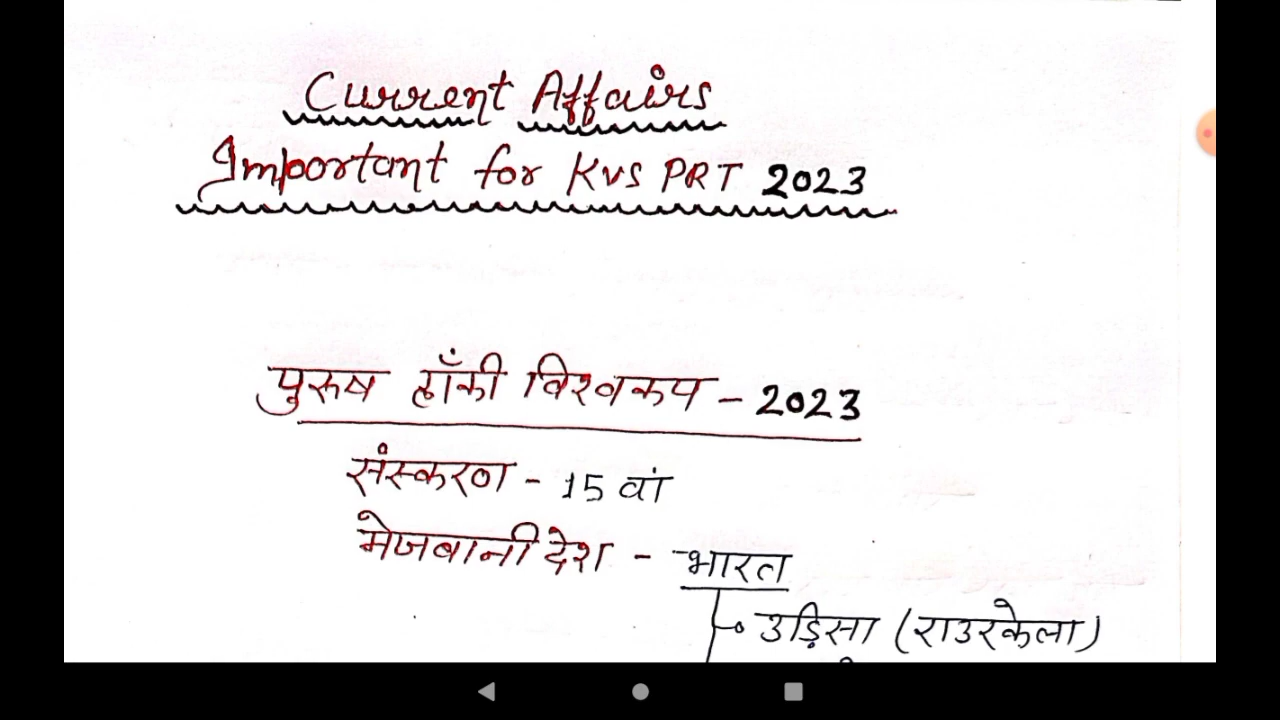 Current Affairs
Important for KVS PRT 2023
पुरुष हॉकी विश्वकप - 2023
संस्करण - 15 वां
मेजबानी देश - भारत
उड़िसा (राउरकेला)